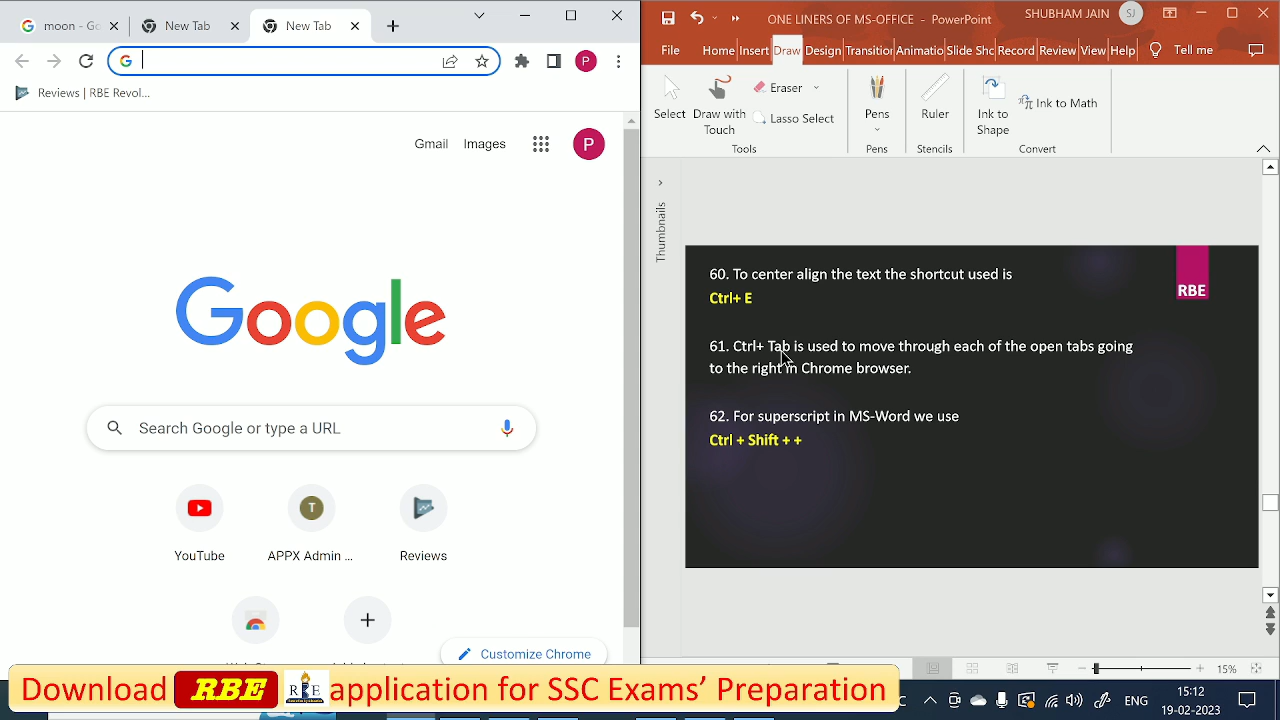 moon - Go
New Tab
New Tab
Reviews | RBE Revol...
Gmail
Images
P
P
Google
Search Google or type a URL
T
YouTube
APPX Admin ...
Reviews
Customize Chrome
ONE LINERS OF MS-OFFICE - PowerPoint
SHUBHAM JAIN
SJ
File
Home
Insert
Draw
Design
Transition
Animatio
Slide Sho
Record
Review
View
Help
Tell me
Select
Draw with
Touch
Eraser
Lasso Select
Tools
Pens
Pens
Ruler
Stencils
Ink to
Shape
Ink to Math
Convert
Thumbnails
RBE
60. To center align the text the shortcut used is
Ctrl+ E
61. Ctrl+ Tab is used to move through each of the open tabs going
to the right in Chrome browser.
62. For superscript in MS-Word we use
Ctrl + Shift + +
15%
Download RBE RBE application for SSC Exams' Preparation
ENG
15:12
19-02-2023